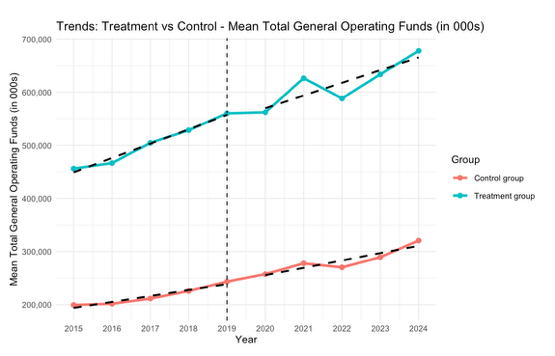 Trends: Treatment vs Control - Mean Total General Operating Funds (in 000s)
Mean Total General Operating Funds (in 000s)
700,000
600,000
500,000
400,000
300,000
200,000
2015 2016 2017 2018 2019 2020 2021 2022 2023 2024
Year
Group
Control group
Treatment group